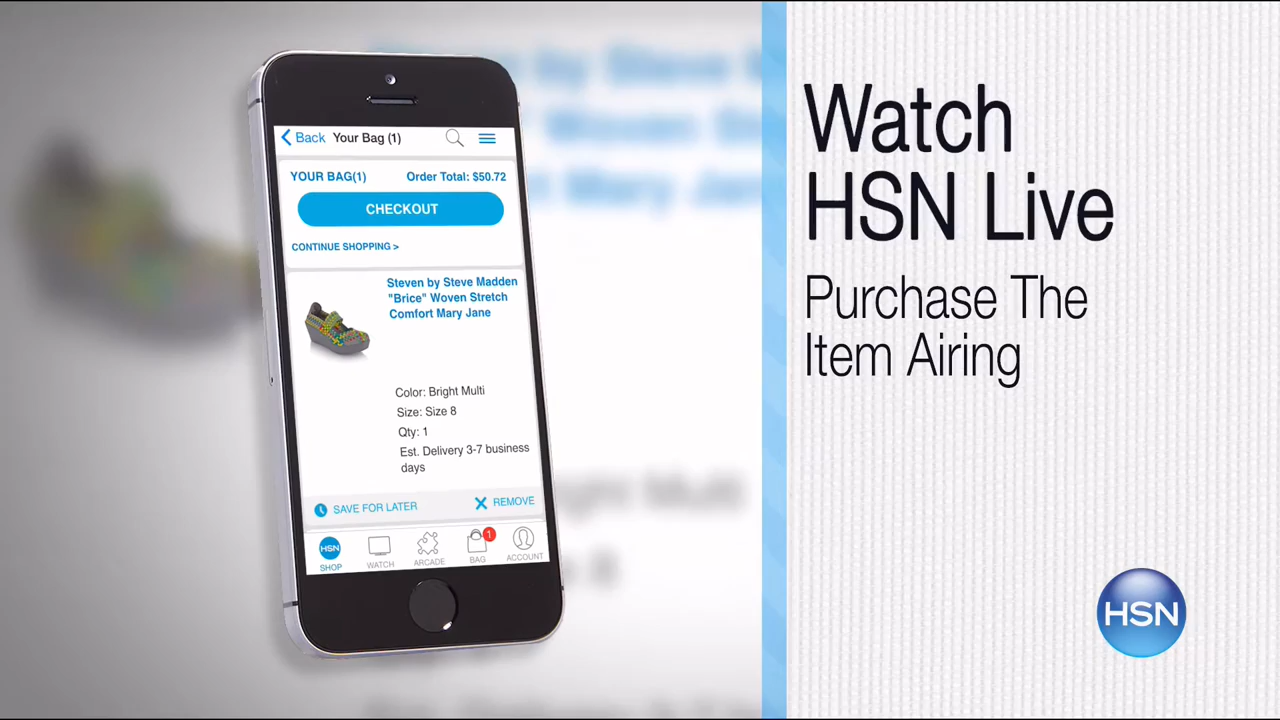 Back Your Bag (1)
YOUR BAG(1) Order Total: $50.72
CHECKOUT
CONTINUE SHOPPING >
Steven by Steve Madden
"Brice" Woven Stretch
Comfort Mary Jane
Color: Bright Multi
Size: Size 8
Qty: 1
Est. Delivery 3-7 business
days
SAVE FOR LATER REMOVE
HSN 1
SHOP WATCH ARCADE BAG ACCOUNT
Watch
HSN Live
Purchase The
Item Airing
HSN